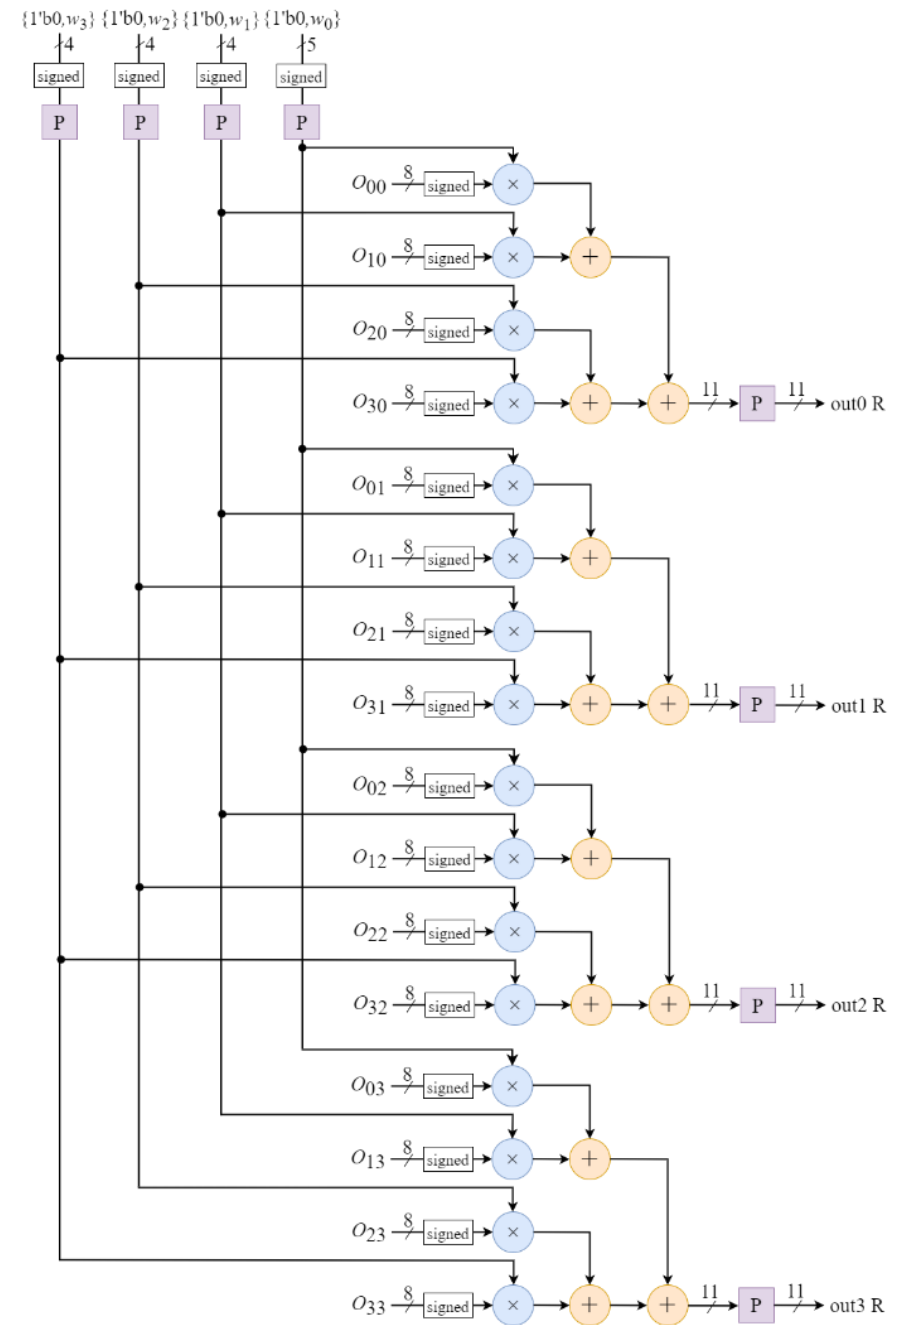 {1'b0,w3} {1'b0,w2} {1'b0,w1} {1'b0,w0}
4 4 4 5
signed signed signed signed
P P P P
O00 8 signed ×
O10 8 signed × +
O20 8 signed ×
O30 8 signed × + + 11 P 11 out0 R
O01 8 signed ×
O11 8 signed × +
O21 8 signed ×
O31 8 signed × + + 11 P 11 out1 R
O02 8 signed ×
O12 8 signed × +
O22 8 signed ×
O32 8 signed × + + 11 P 11 out2 R
O03 8 signed ×
O13 8 signed × +
O23 8 signed ×
O33 8 signed × + + 11 P 11 out3 R